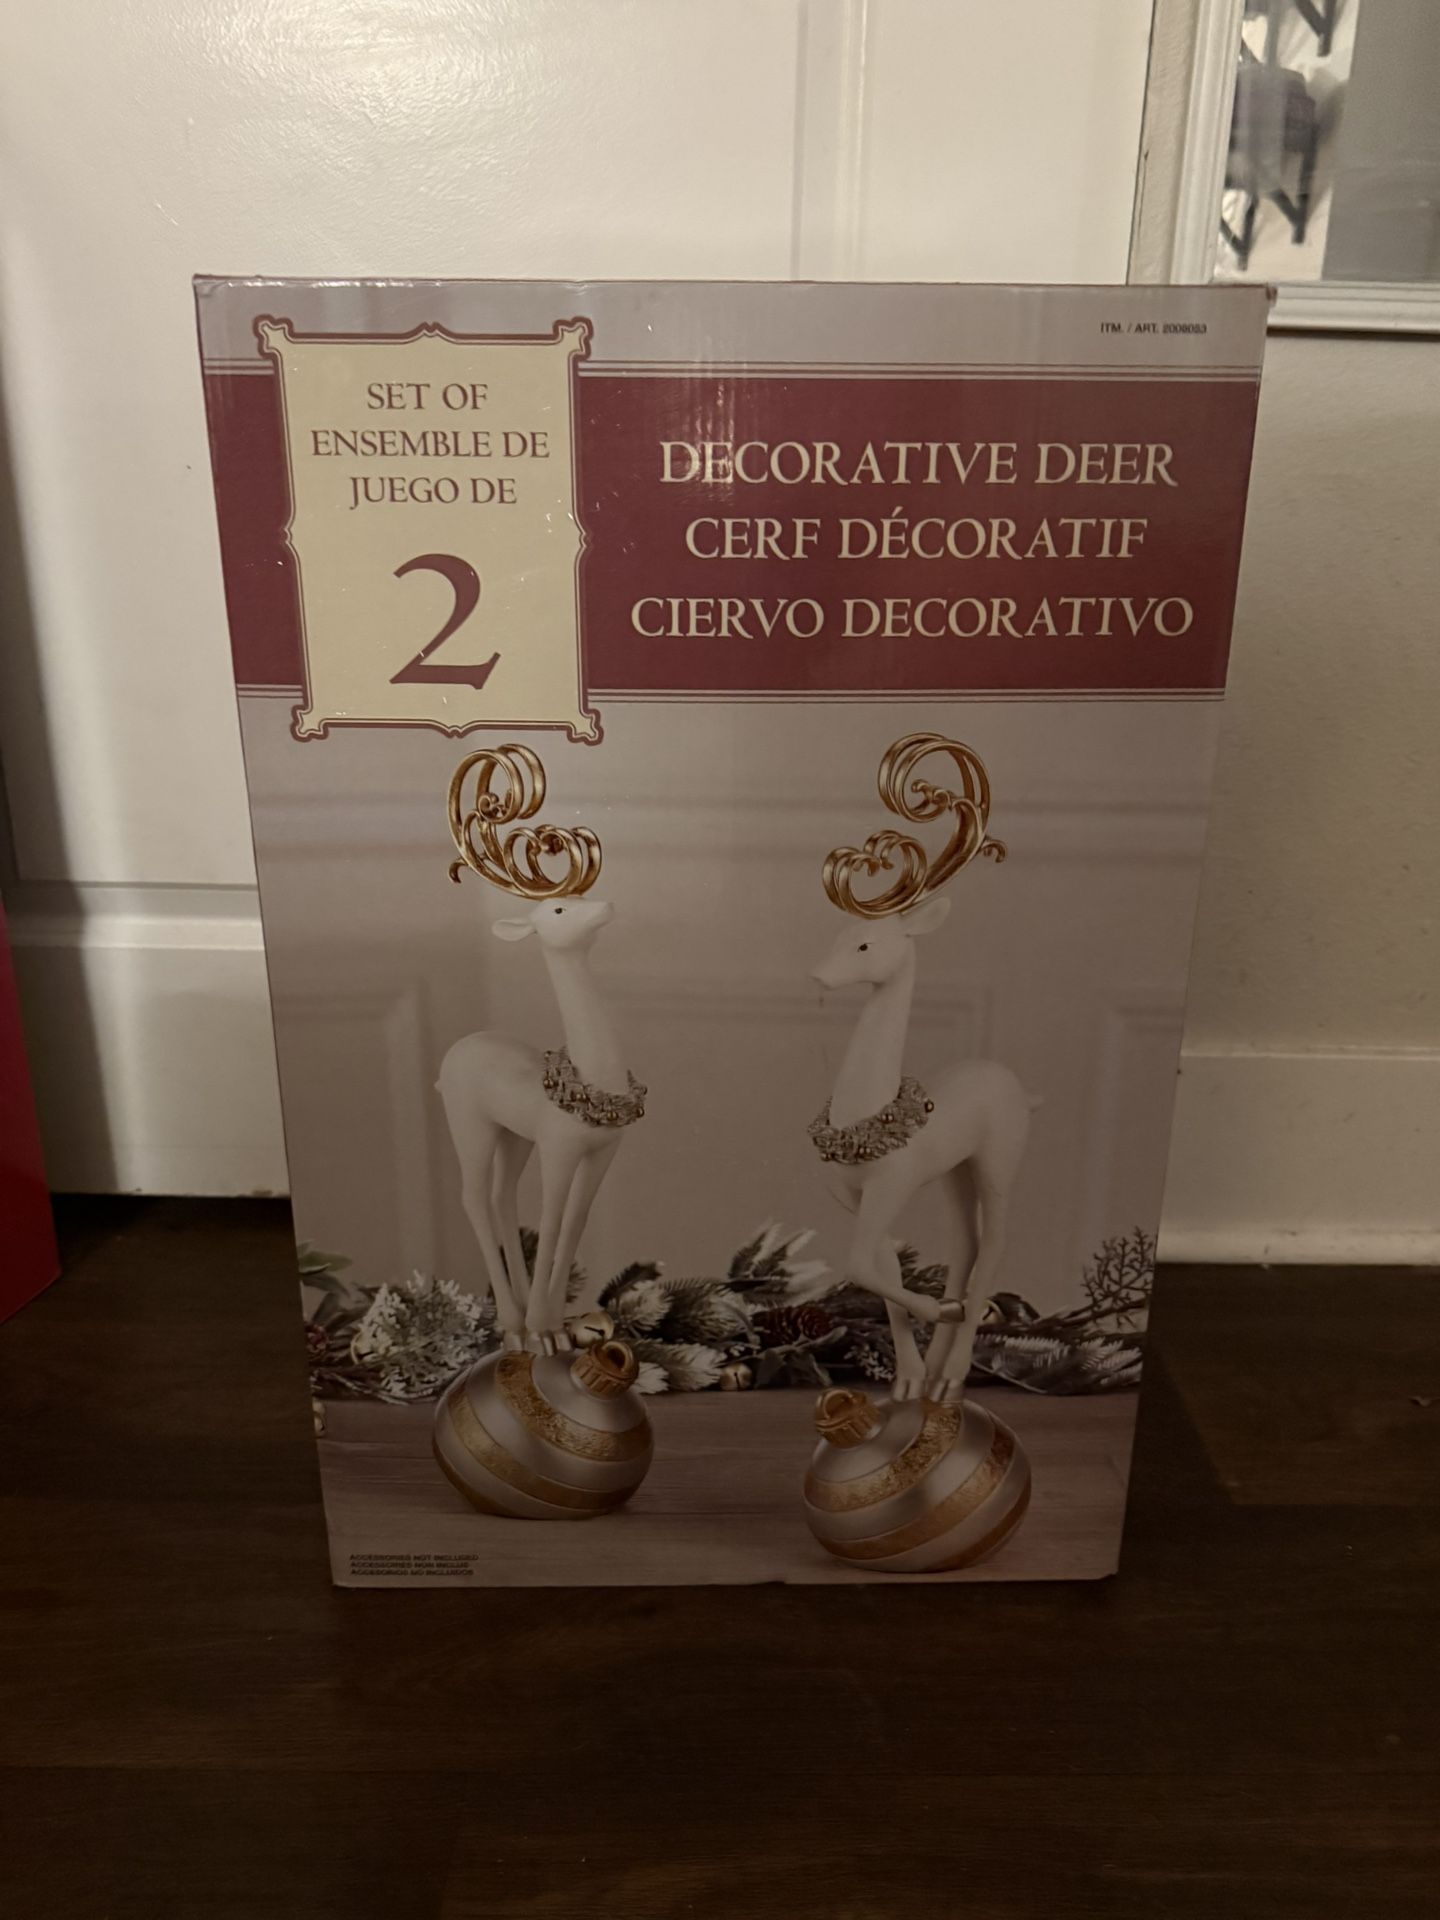 ITM. / ART. 2009053
SET OF
ENSEMBLE DE
JUEGO DE
2
DECORATIVE DEER
CERF DÉCORATIF
CIERVO DECORATIVO
ACCESSORIES NOT INCLUDED
ACCESSOIRES NON INCLUS
ACCESORIOS NO INCLUIDOS